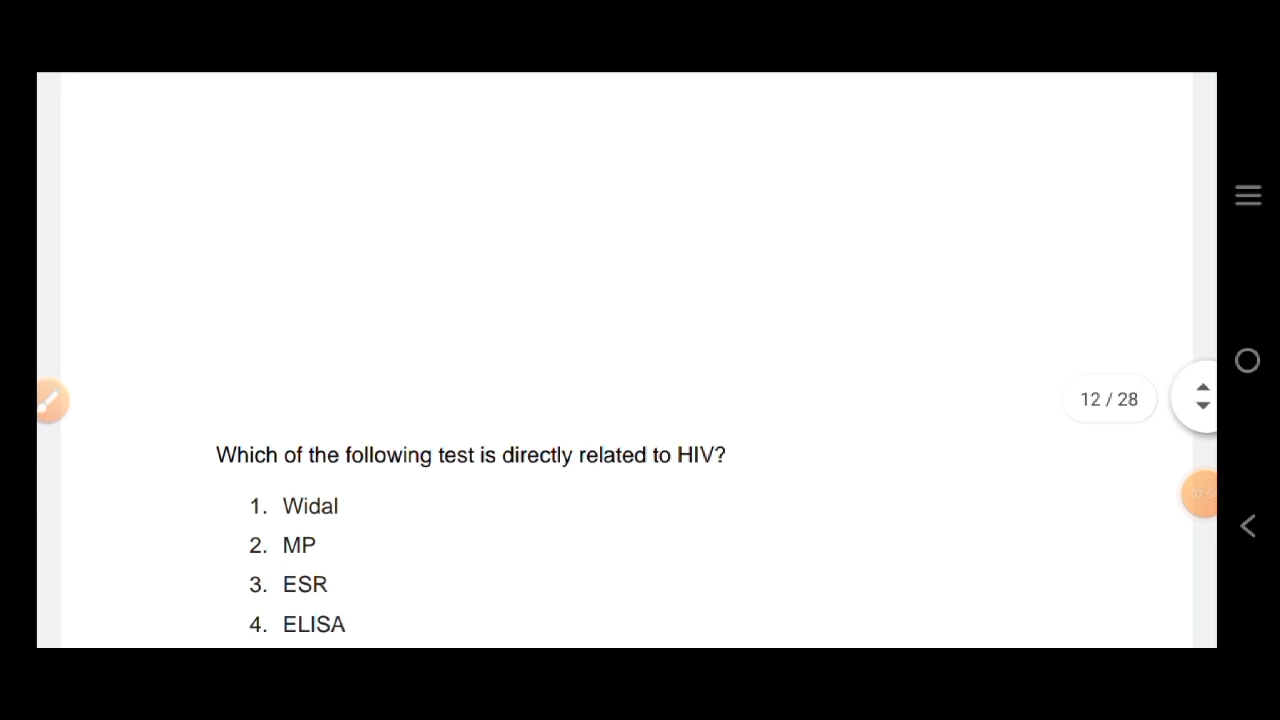 12 / 28
Which of the following test is directly related to HIV?
1. Widal
2. MP
3. ESR
4. ELISA